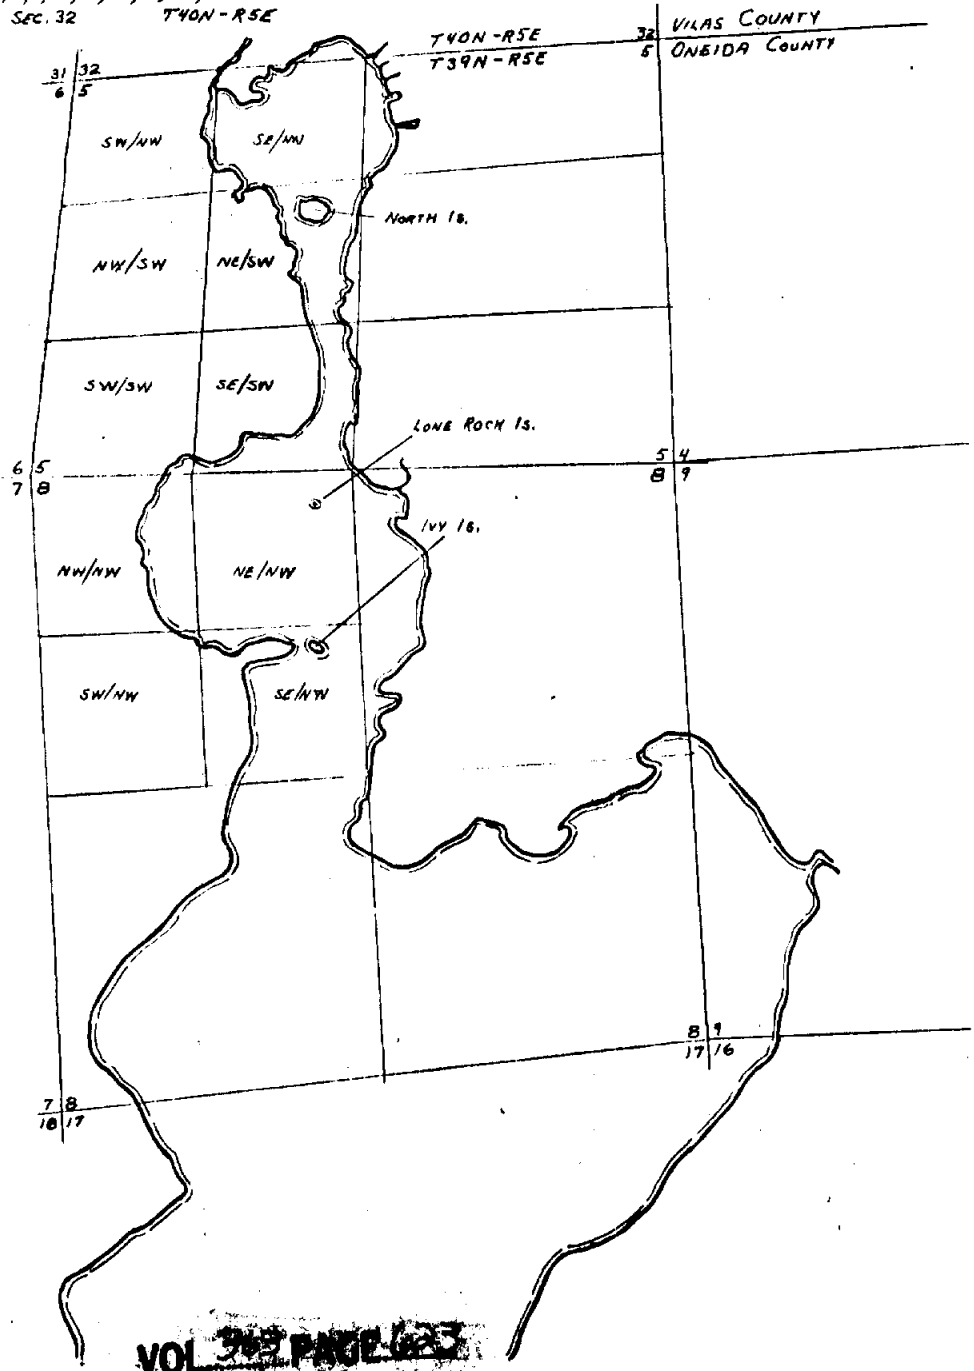 SEC. 32 T40N-R5E
T40N-R5E 32 VILAS COUNTY
T39N-R5E 5 ONEIDA COUNTY
31 32
6 5
SW/NW SE/NW
NORTH IS.
NW/SW NE/SW
SW/SW SE/SW
LONE ROCK IS.
6 5 5 4
7 8 8 9
IVY IS.
NW/NW NE/NW
SW/NW SE/NW
8 9
17 16
7 8
18 17
VOL 363 PAGE 623